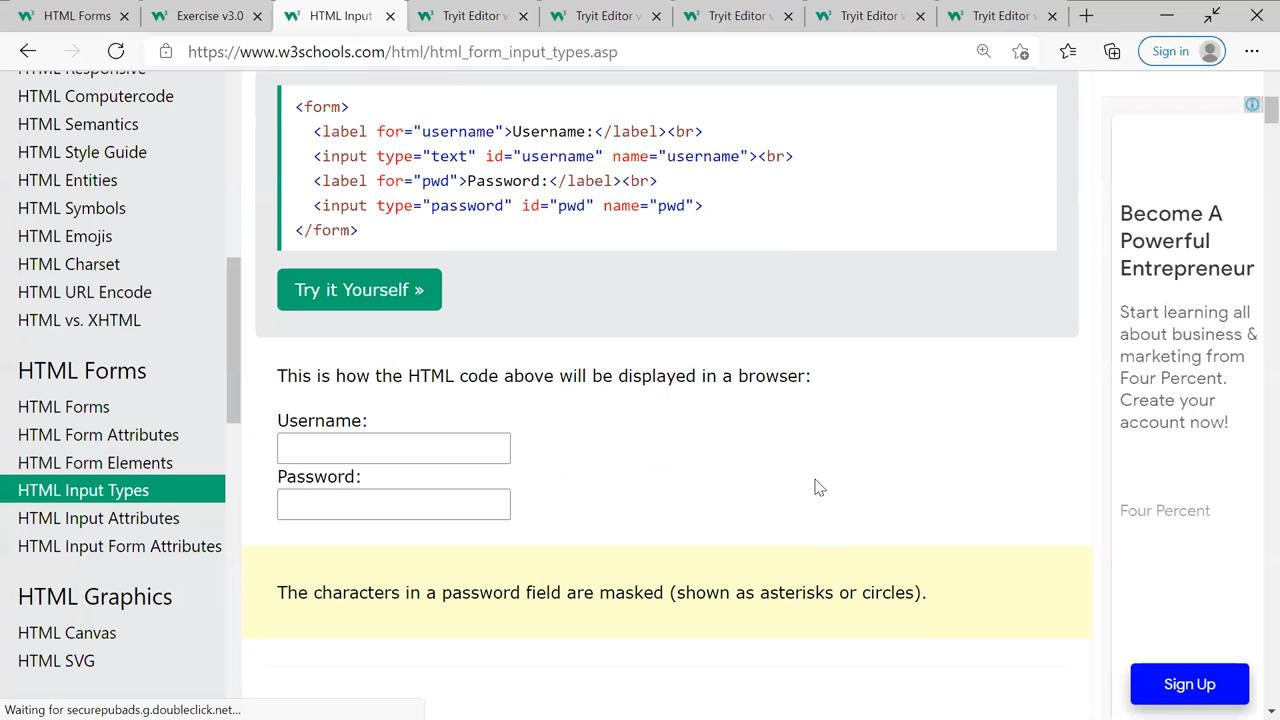 HTML Forms
Exercise v3.0
HTML Input
Tryit Editor v
Tryit Editor v
Tryit Editor v
Tryit Editor v
Tryit Editor v
https://www.w3schools.com/html/html_form_input_types.asp
Sign in
HTML Responsive
HTML Computercode
HTML Semantics
HTML Style Guide
HTML Entities
HTML Symbols
HTML Emojis
HTML Charset
HTML URL Encode
HTML vs. XHTML
HTML Forms
HTML Forms
HTML Form Attributes
HTML Form Elements
HTML Input Types
HTML Input Attributes
HTML Input Form Attributes
HTML Graphics
HTML Canvas
HTML SVG
<form>
<label for="username">Username:</label><br>
<input type="text" id="username" name="username"><br>
<label for="pwd">Password:</label><br>
<input type="password" id="pwd" name="pwd">
</form>
Try it Yourself »
This is how the HTML code above will be displayed in a browser:
Username:
Password:
The characters in a password field are masked (shown as asterisks or circles).
Become A
Powerful
Entrepreneur
Start learning all
about business &
marketing from
Four Percent.
Create your
account now!
Four Percent
Sign Up
Waiting for securepubads.g.doubleclick.net...